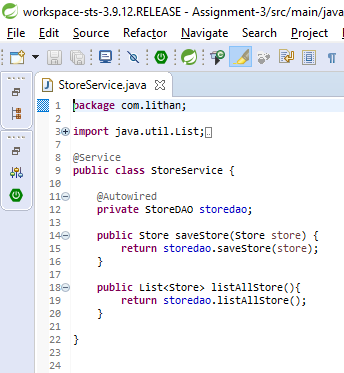 workspace-sts-3.9.12.RELEASE - Assignment-3/src/main/java
File Edit Source Refactor Navigate Search Project Run
StoreService.java
1 package com.lithan;
2
3 import java.util.List;
7
8 @Service
9 public class StoreService {
10
11 @Autowired
12 private StoreDAO storedao;
13
14 public Store saveStore(Store store) {
15 return storedao.saveStore(store);
16 }
17
18 public List<Store> listAllStore(){
19 return storedao.listAllStore();
20 }
21
22 }
23
24